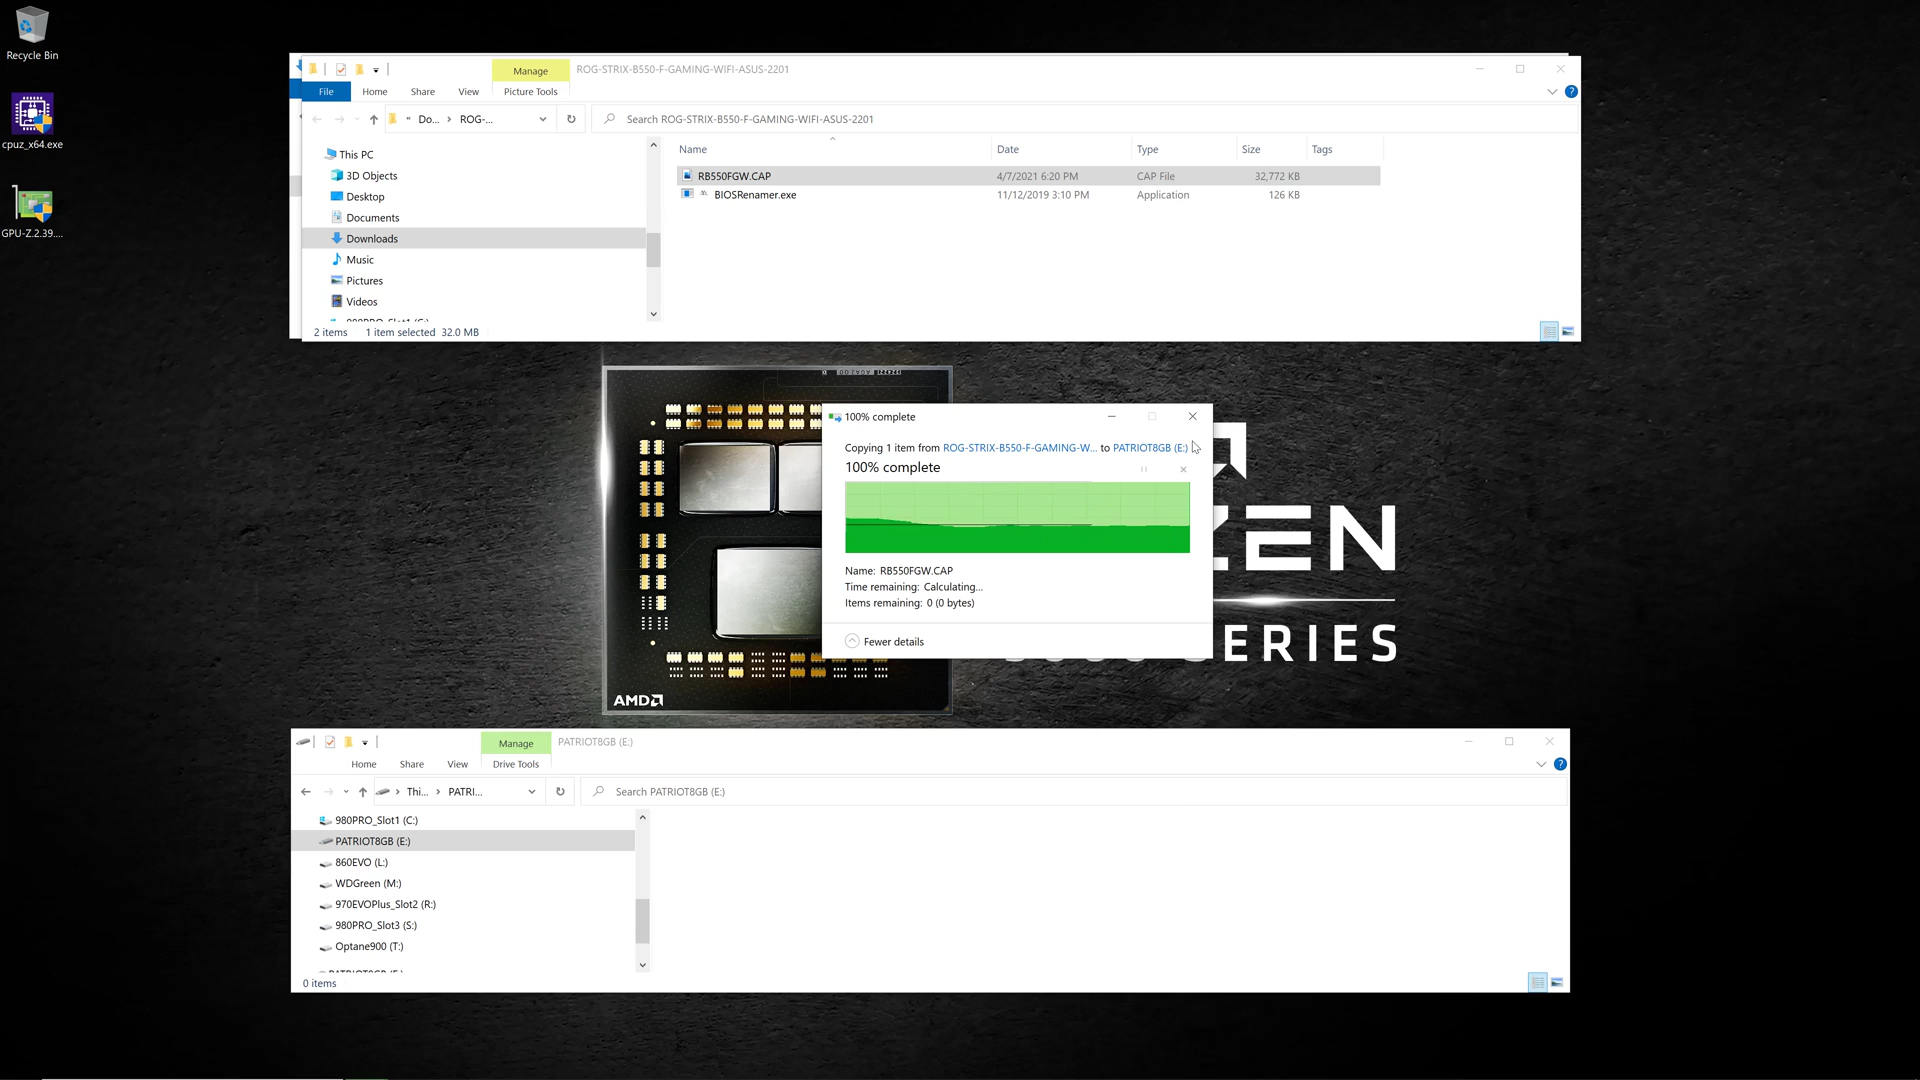 Recycle Bin
cpuz_x64.exe
GPU-Z.2.39....
Manage
ROG-STRIX-B550-F-GAMING-WIFI-ASUS-2201
File
Home
Share
View
Picture Tools
Do...
ROG-...
Search ROG-STRIX-B550-F-GAMING-WIFI-ASUS-2201
This PC
3D Objects
Desktop
Documents
Downloads
Music
Pictures
Videos
Name
Date
Type
Size
Tags
RB550FGW.CAP
4/7/2021 6:20 PM
CAP File
32,772 KB
BIOSRenamer.exe
11/12/2019 3:10 PM
Application
126 KB
2 items
1 item selected 32.0 MB
100% complete
Copying 1 item from ROG-STRIX-B550-F-GAMING-W... to PATRIOT8GB (E:)
100% complete
Name: RB550FGW.CAP
Time remaining: Calculating...
Items remaining: 0 (0 bytes)
Fewer details
ZEN
ERIES
AMD
Manage
PATRIOT8GB (E:)
Home
Share
View
Drive Tools
Thi...
PATRI...
Search PATRIOT8GB (E:)
980PRO_Slot1 (C:)
PATRIOT8GB (E:)
860EVO (L:)
WDGreen (M:)
970EVOPlus_Slot2 (R:)
980PRO_Slot3 (S:)
Optane900 (T:)
0 items